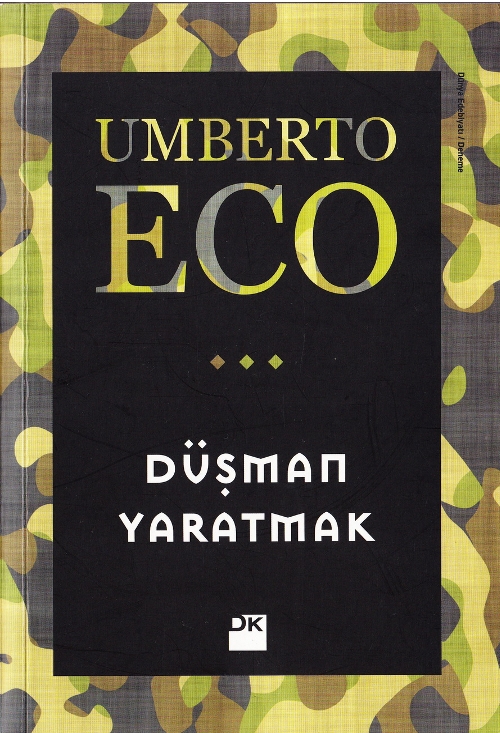 UMBERTO
ECO
DÜŞMAN
YARATMAK
DK
Dünya Edebiyatı / Deneme